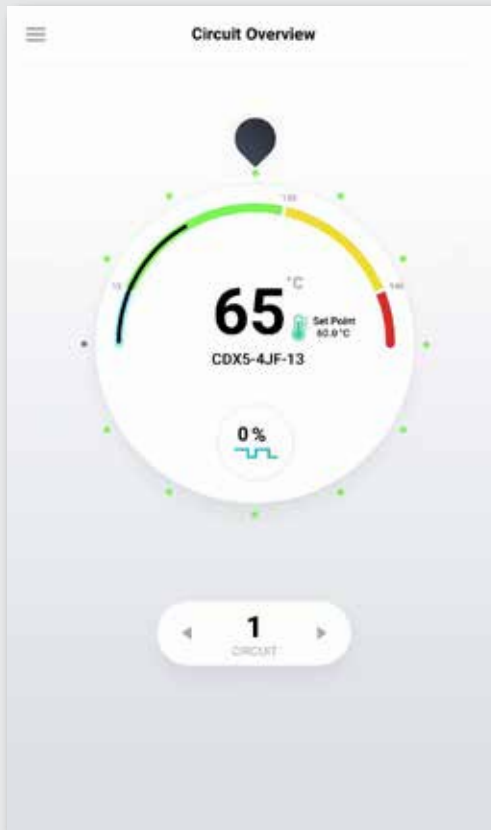 Circuit Overview
65
°C
Set Point
60.0 °C
CDX5-4JF-13
0 %
1
CIRCUIT